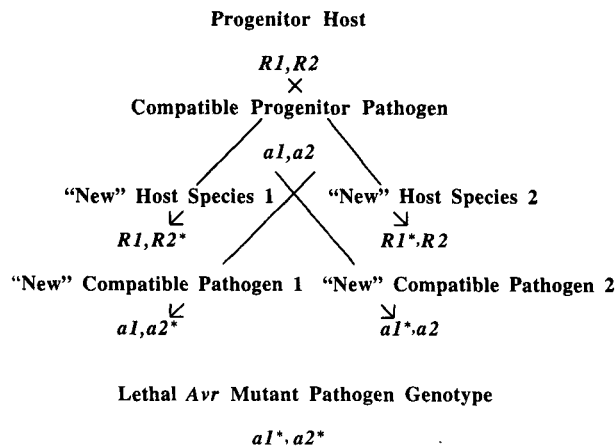 Progenitor Host
R1,R2
×
Compatible Progenitor Pathogen
a1,a2
“New” Host Species 1 “New” Host Species 2
R1,R2* R1*,R2
“New” Compatible Pathogen 1 “New” Compatible Pathogen 2
a1,a2* a1*,a2
Lethal Avr Mutant Pathogen Genotype
a1*,a2*